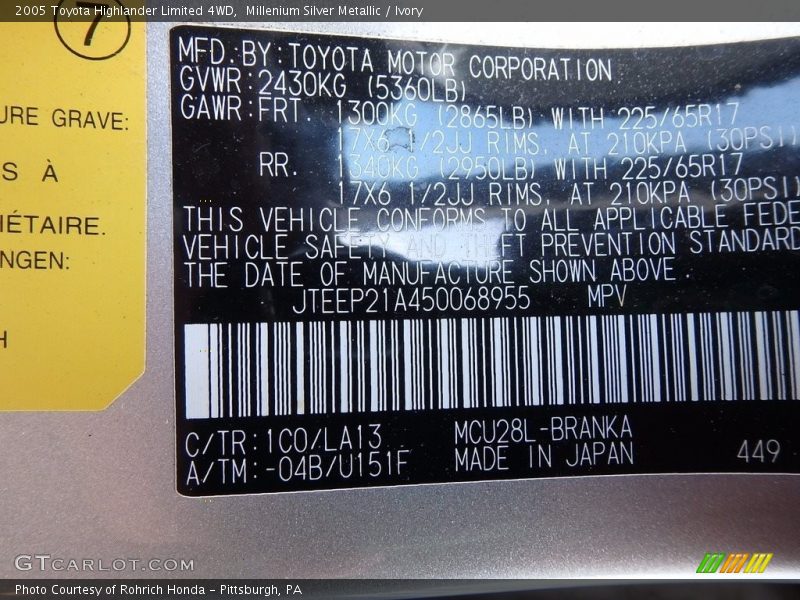 2005 Toyota Highlander Limited 4WD, Millenium Silver Metallic / Ivory
7
URE GRAVE:
S À
IÉTAIRE.
NGEN:
H
MFD.BY:TOYOTA MOTOR CORPORATION
GVWR:2430KG (5360LB)
GAWR:FRT. 1300KG (2865LB) WITH 225/65R17
17X6 1/2JJ RIMS, AT 210KPA (30PSI)
RR. 1340KG (2950LB) WITH 225/65R17
17X6 1/2JJ RIMS, AT 210KPA (30PSI)
THIS VEHICLE CONFORMS TO ALL APPLICABLE FEDE
VEHICLE SAFETY AND THEFT PREVENTION STANDARD
THE DATE OF MANUFACTURE SHOWN ABOVE.
JTEEP21A450068955 MPV
C/TR:1C0/LA13 MCU28L-BRANKA
A/TM:-04B/U151F MADE IN JAPAN 449
GTCARLOT.COM
Photo Courtesy of Rohrich Honda - Pittsburgh, PA